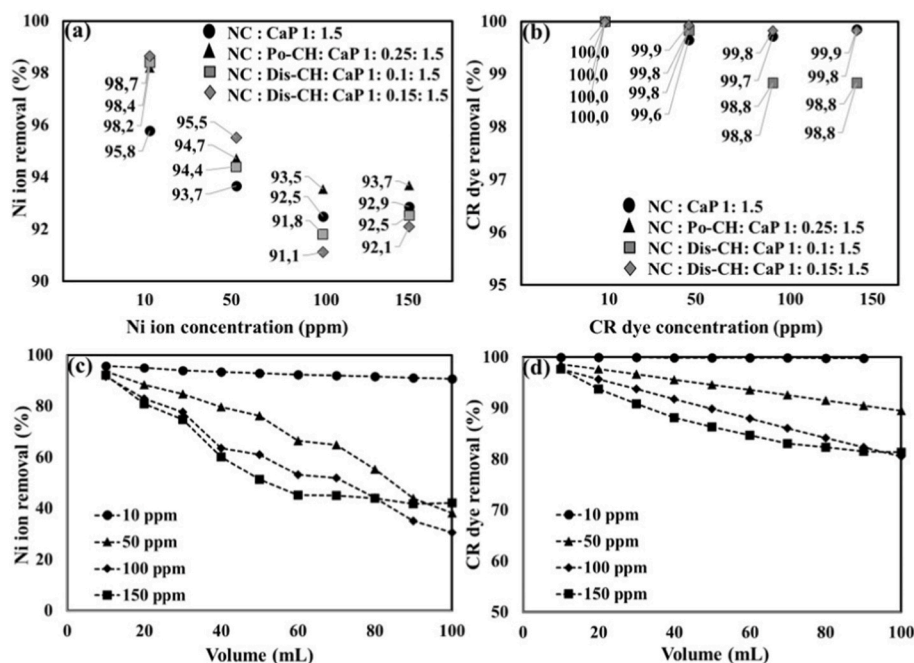 (a)
NC : CaP 1: 1.5
NC : Po-CH: CaP 1: 0.25: 1.5
NC : Dis-CH: CaP 1: 0.1: 1.5
NC : Dis-CH: CaP 1: 0.15: 1.5
Ni ion removal (%)
100
98
96
94
92
90
98,7
98,4
98,2
95,8
95,5
94,7
94,4
93,7
93,5
92,5
91,8
91,1
93,7
92,9
92,5
92,1
10
50
100
150
Ni ion concentration (ppm)
(b)
CR dye removal (%)
100
99
98
97
96
95
100,0
100,0
100,0
100,0
99,9
99,8
99,8
99,6
99,8
99,7
98,8
98,8
99,9
99,8
98,8
98,8
NC : CaP 1: 1.5
NC : Po-CH: CaP 1: 0.25: 1.5
NC : Dis-CH: CaP 1: 0.1: 1.5
NC : Dis-CH: CaP 1: 0.15: 1.5
10
50
100
150
CR dye concentration (ppm)
(c)
Ni ion removal (%)
100
80
60
40
20
0
10 ppm
50 ppm
100 ppm
150 ppm
0
20
40
60
80
100
Volume (mL)
(d)
CR dye removal (%)
100
90
80
70
60
50
10 ppm
50 ppm
100 ppm
150 ppm
0
20
40
60
80
100
Volume (mL)